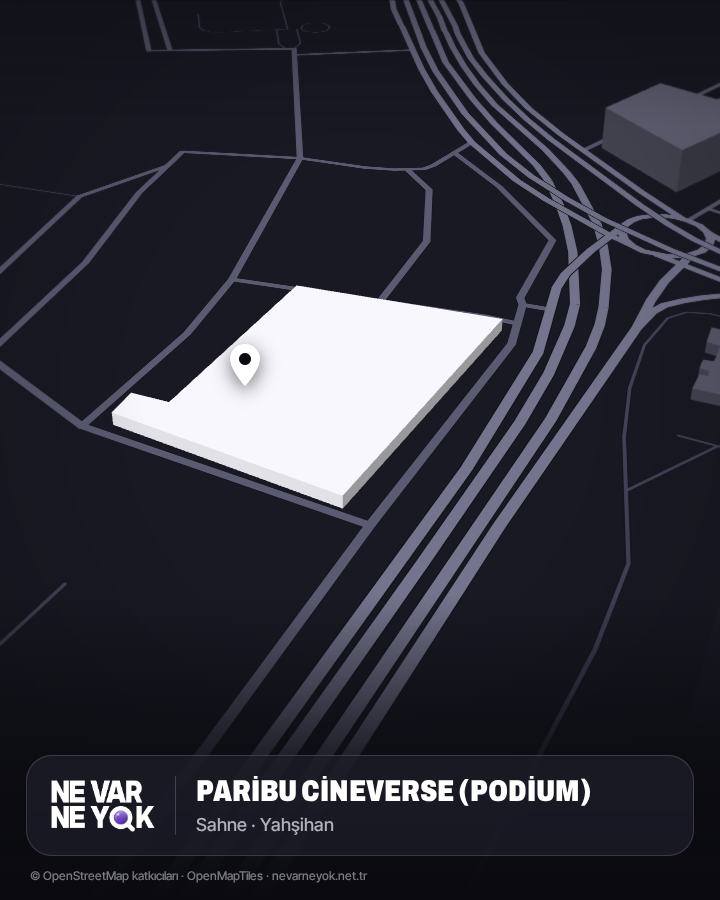 NE VAR
NE YOK
PARİBU CİNEVERSE (PODİUM)
Sahne · Yahşihan
© OpenStreetMap katkıcıları · OpenMapTiles · nevarneyok.net.tr